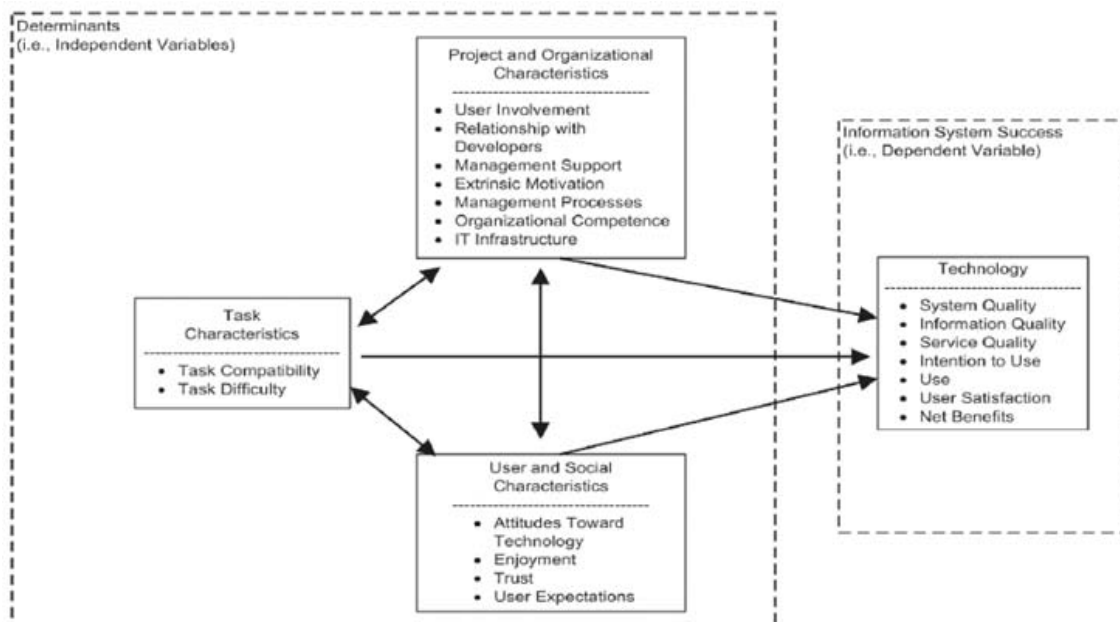 Determinants
(i.e., Independent Variables)
Project and Organizational
Characteristics
• User Involvement
• Relationship with
Developers
• Management Support
• Extrinsic Motivation
• Management Processes
• Organizational Competence
• IT Infrastructure
Information System Success
(i.e., Dependent Variable)
Task
Characteristics
• Task Compatibility
• Task Difficulty
Technology
• System Quality
• Information Quality
• Service Quality
• Intention to Use
• Use
• User Satisfaction
• Net Benefits
User and Social
Characteristics
• Attitudes Toward
Technology
• Enjoyment
• Trust
• User Expectations